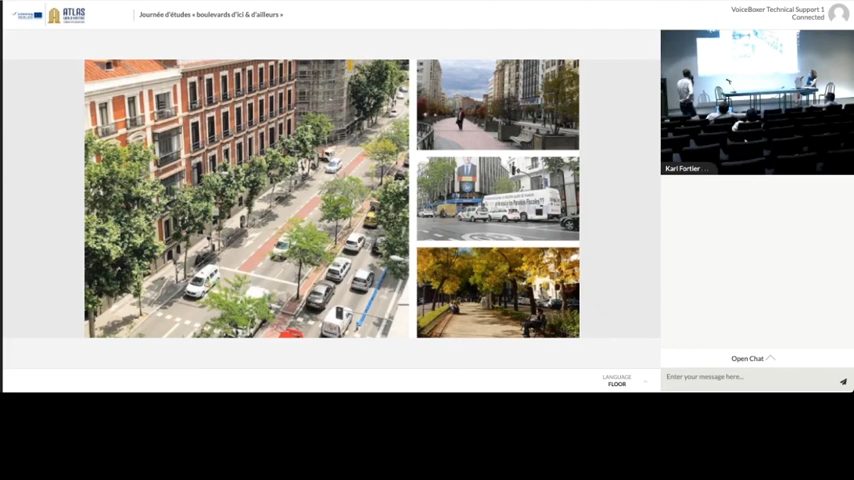 ATLAS
Journée d'études « boulevards d'ici & d'ailleurs »
VoiceBoxer Technical Support 1
Connected
Karl Fortier ...
Open Chat
Enter your message here...
LANGUAGE
FLOOR